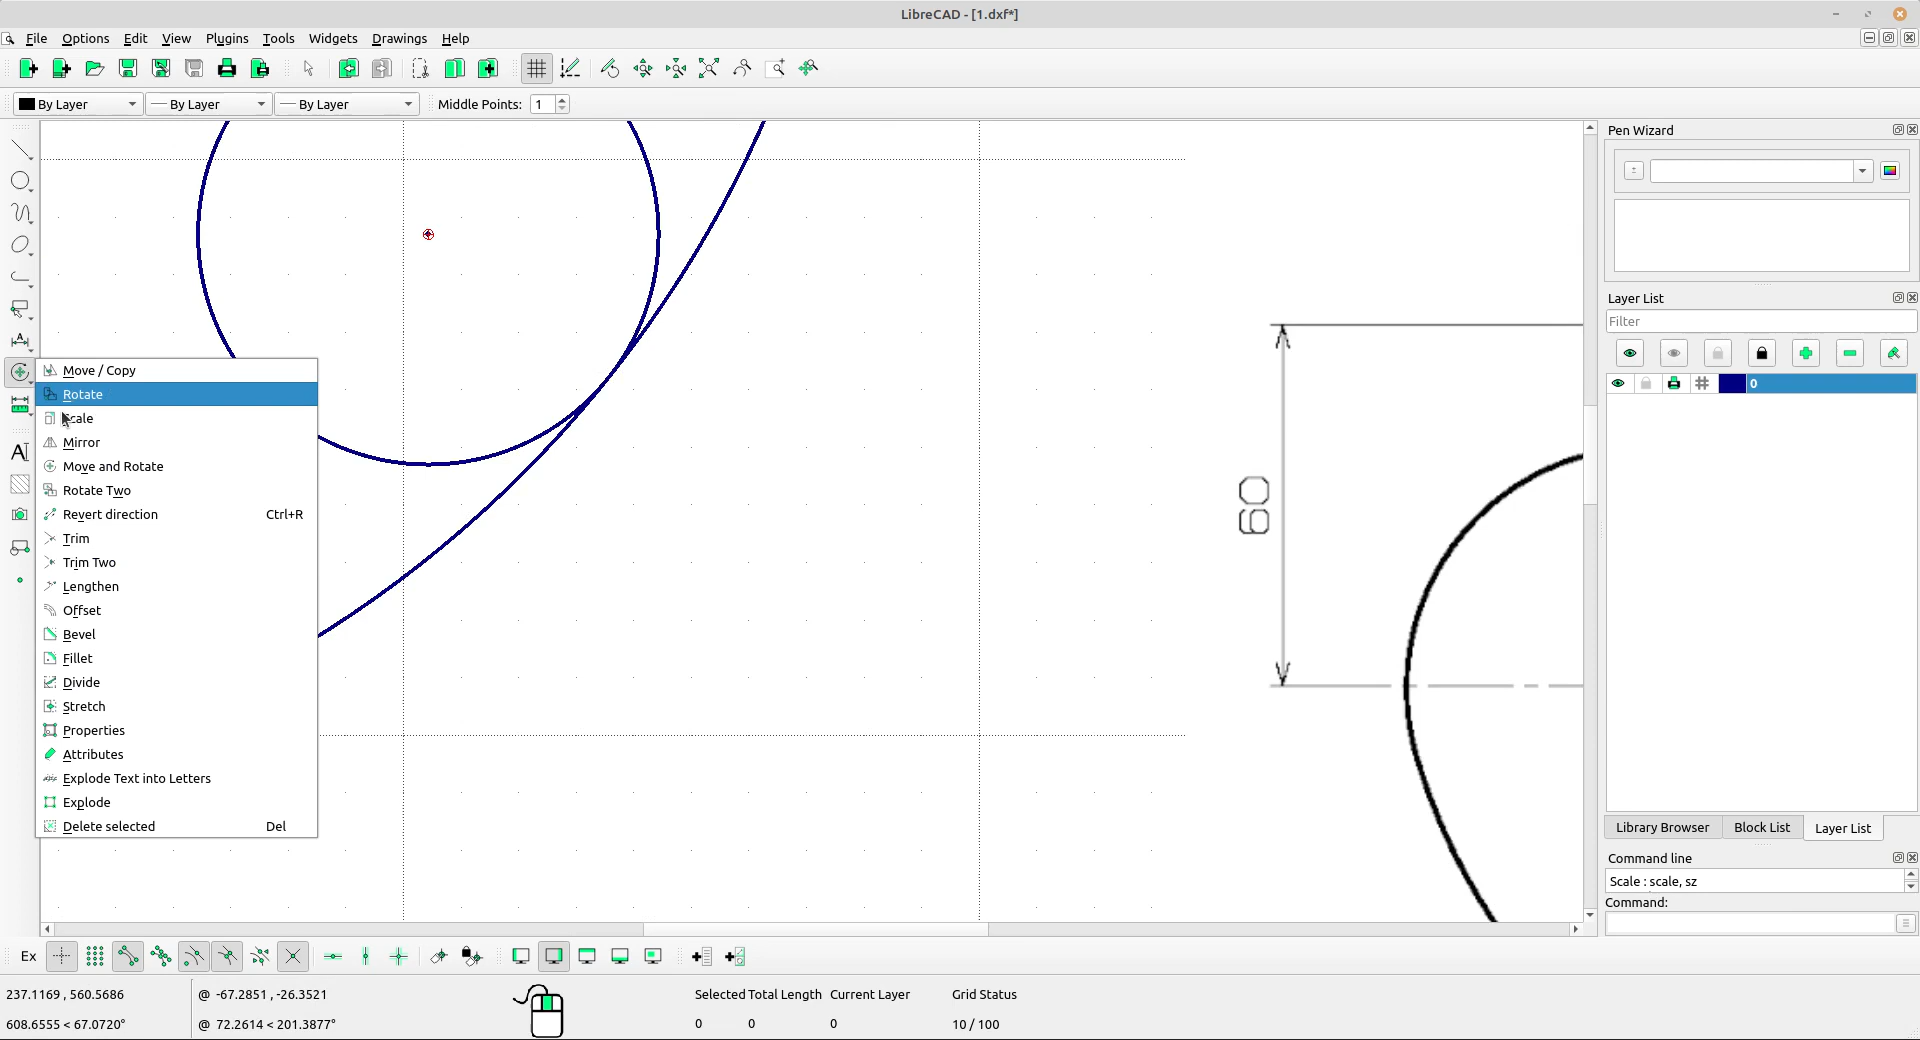 LibreCAD - [1.dxf*]
File Options Edit View Plugins Tools Widgets Drawings Help
By Layer By Layer By Layer Middle Points: 1
Pen Wizard
Layer List
Filter
0
60
Move / Copy
Rotate
Scale
Mirror
Move and Rotate
Rotate Two
Revert direction Ctrl+R
Trim
Trim Two
Lengthen
Offset
Bevel
Fillet
Divide
Stretch
Properties
Attributes
Explode Text into Letters
Explode
Delete selected Del
Library Browser Block List Layer List
Command line
Scale : scale, sz
Command:
Ex
237.1169 , 560.5686 @ -67.2851 , -26.3521 Selected Total Length Current Layer Grid Status
608.6555 < 67.0720° @ 72.2614 < 201.3877° 0 0 0 10 / 100